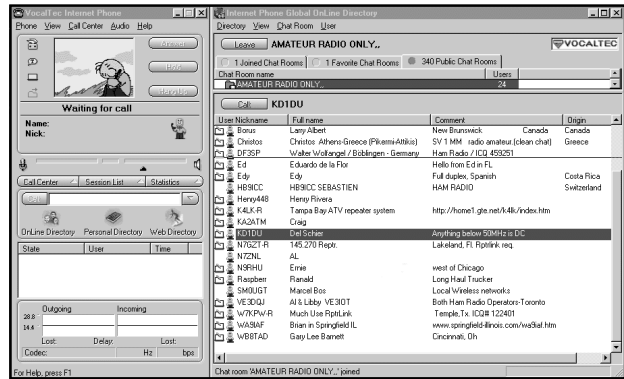 VocalTec Internet Phone
Phone View Call Center Audio Help
Answer
Hold
Hang Up
Waiting for call
Name:
Nick:
Call Center Session List Statistics
Call
OnLine Directory Personal Directory Web Directory
State User Time
Outgoing Incoming
28.8
14.4
Lost: Delay: Lost:
Codec: Hz bps
For Help, press F1
Internet Phone Global OnLine Directory
Directory View Chat Room User
Leave AMATEUR RADIO ONLY,,
VOCALTEC
1 Joined Chat Rooms 1 Favorite Chat Rooms 340 Public Chat Rooms
Chat Room name Users
AMATEUR RADIO ONLY,, 24
Call: KD1DU
User Nickname Full name Comment Origin
Borus Larry Albert New Brunswick Canada Canada
Christos Christos Athens-Greece (Pikermi-Attikis) SV 1 MM radio amateur,(clean chat) Greece
DF3SP Walter Wolfangel / Böblingen - Germany Ham Radio / ICQ 459251
Ed Eduardo de la Flor Hello from Ed in FL
Edy Edy Full duplex, Spanish Costa Rica
HB9ICC HB9ICC SEBASTIEN HAM RADIO Switzerland
Henry448 Henry Rivera
K4LK-R Tampa Bay ATV repeater system http://home1.gte.net/k4lk/index.htm
KA2ATM Craig
KD1DU Del Schier Anything below 50MHz is DC
N7GZT-R 145.270 Reptr. Lakeland, Fl. Rptrlink req.
N7ZNL AL
N9RHU Ernie west of Chicago
Raspberr Ranald Long Haul Trucker
SM0UGT Marcel Bos Local Wireless networks
VE3DQJ Al & Libby VE3IOT Both Ham Radio Operators-Toronto
W7KPW-R Much Use RptLink Temple,Tx. ICQ# 122401
WA9IAF Brian in Springfield IL www.springfield-illinois.com/wa9iaf.htm
WB8TAD Gary Lee Barnett Cincinnati, Oh
Chat room 'AMATEUR RADIO ONLY,,' joined